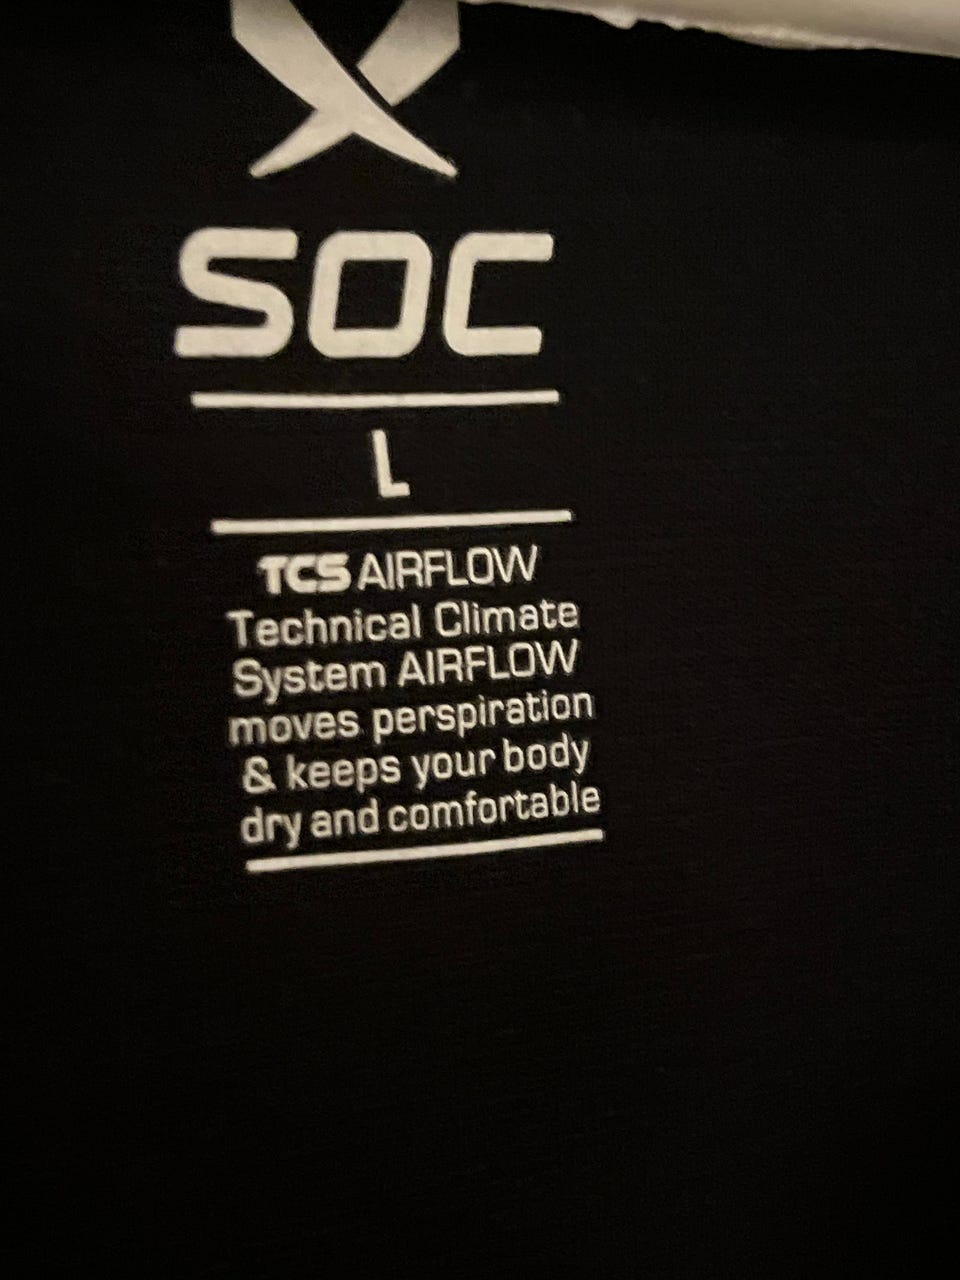 SOC
L
TCS AIRFLOW
Technical Climate
System AIRFLOW
moves perspiration
& keeps your body
dry and comfortable